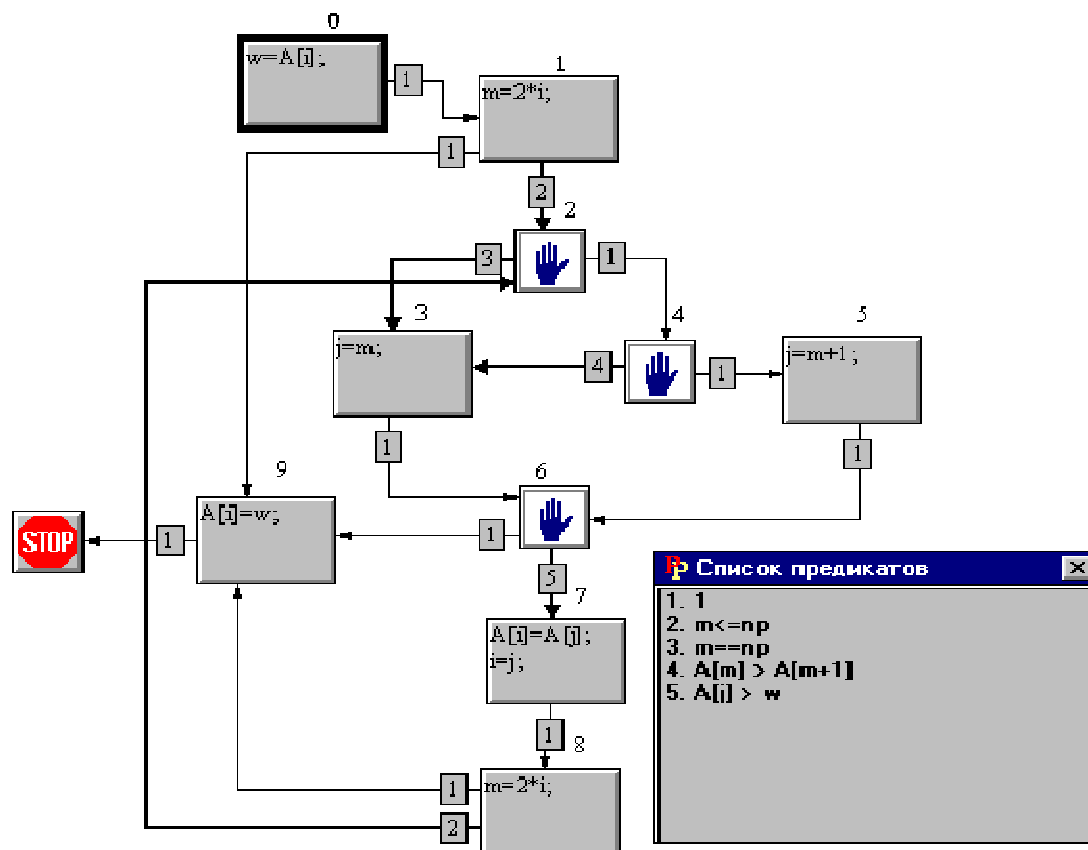 0
w=A[i];
1
1
m=2*i;
1
2
2
3
1
3
4
5
j=m;
4
1
j=m+1;
1
1
9
6
A[i]=w;
STOP
1
1
5
7
A[i]=A[j];
i=j;
1
8
m=2*i;
1
2
PP Список предикатов
1. 1
2. m<=np
3. m==np
4. A[m] > A[m+1]
5. A[j] > w